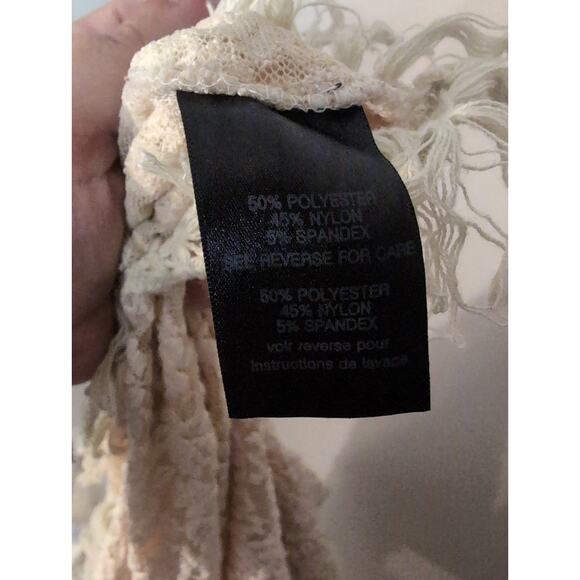 50% POLYESTER
45% NYLON
5% SPANDEX
SEE REVERSE FOR CARE
50% POLYESTER
45% NYLON
5% SPANDEX
voir reverse pour
Instructions de lavage